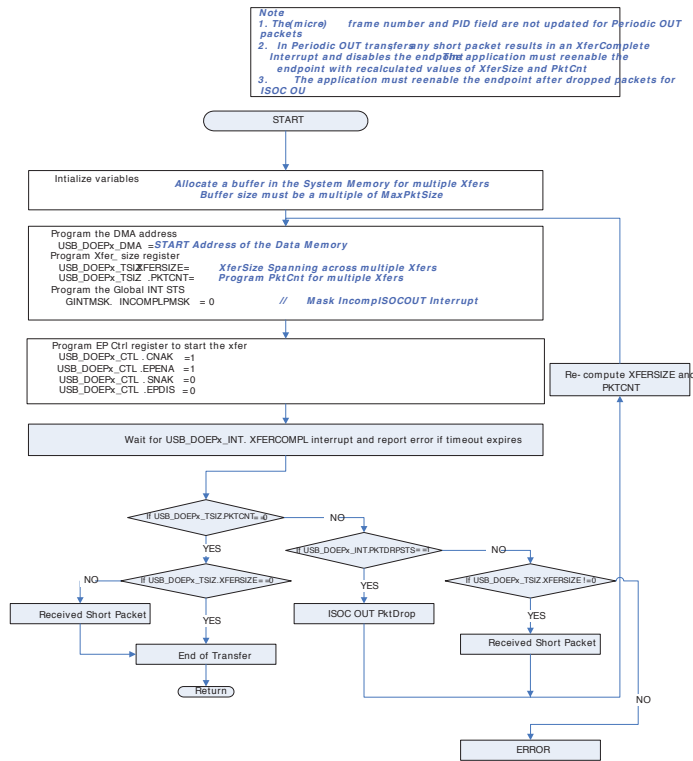 Note
1. The(micro) frame number and PID field are not updated for Periodic OUT
packets
2. In Periodic OUT transfers any short packet results in an XferComplete
Interrupt and disables the endpoint The application must reenable the
endpoint with recalculated values of XferSize and PktCnt
3. The application must reenable the endpoint after dropped packets for
ISOC OU
START
Intialize variables
Allocate a buffer in the System Memory for multiple Xfers
Buffer size must be a multiple of MaxPktSize
Program the DMA address
USB_DOEPx_DMA =START Address of the Data Memory
Program Xfer_ size register
USB_DOEPx_TSIZ.XFERSIZE= XferSize Spanning across multiple Xfers
USB_DOEPx_TSIZ .PKTCNT= Program PktCnt for multiple Xfers
Program the Global INT STS
GINTMSK. INCOMPLPMSK = 0 // Mask IncompISOCOUT Interrupt
Program EP Ctrl register to start the xfer
USB_DOEPx_CTL . CNAK =1
USB_DOEPx_CTL .EPENA =1
USB_DOEPx_CTL . SNAK =0
USB_DOEPx_CTL .EPDIS =0
Re- compute XFERSIZE and
PKTCNT
Wait for USB_DOEPx_INT. XFERCOMPL interrupt and report error if timeout expires
If USB_DOEPx_TSIZ.PKTCNT= =0
NO
YES
If USB_DOEPx_INT.PKTDRPSTS= =1
NO
If USB_DOEPx_TSIZ.XFERSIZE= =0
NO
YES
YES
If USB_DOEPx_TSIZ.XFERSIZE !=0
YES
NO
Received Short Packet
ISOC OUT PktDrop
Received Short Packet
End of Transfer
Return
ERROR